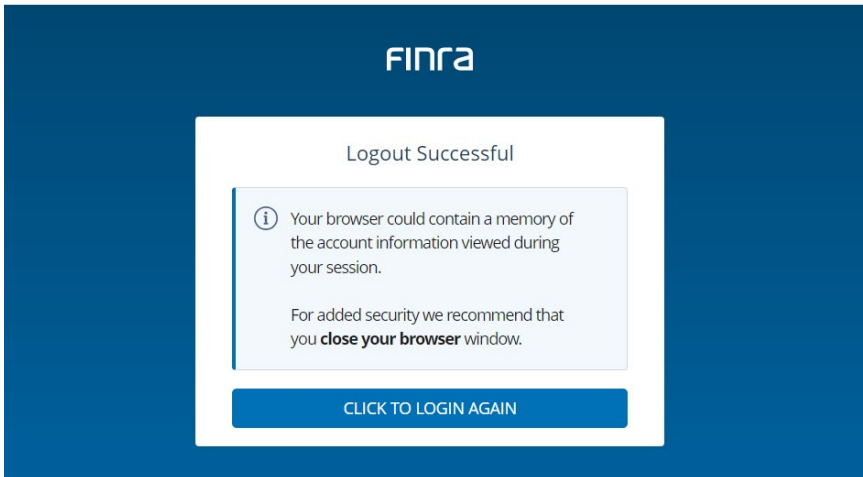 FINRA
Logout Successful
Your browser could contain a memory of
the account information viewed during
your session.
For added security we recommend that
you close your browser window.
CLICK TO LOGIN AGAIN